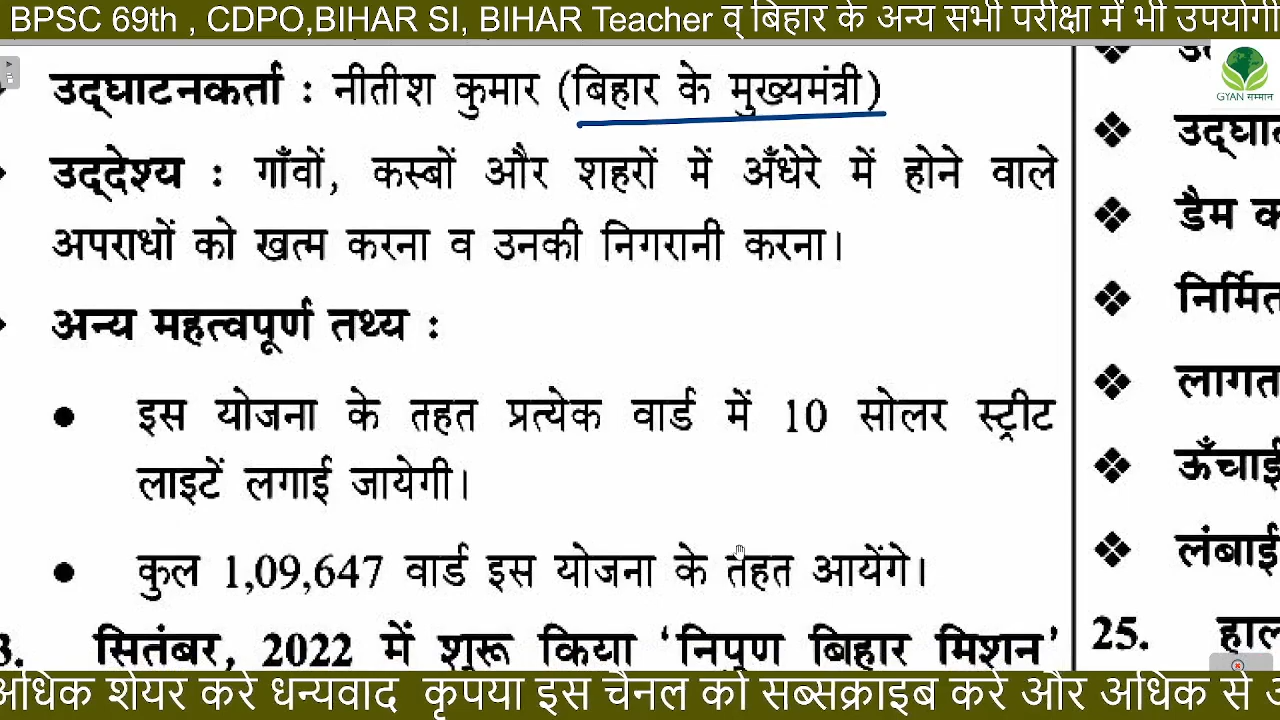 BPSC 69th , CDPO,BIHAR SI, BIHAR Teacher व् बिहार के अन्य सभी परीक्षा में भी उपयोगी
GYAN सम्मान
उद्घाटनकर्ता : नीतीश कुमार (बिहार के मुख्यमंत्री)
उद्देश्य : गाँवों, कस्बों और शहरों में अँधेरे में होने वाले
अपराधों को खत्म करना व उनकी निगरानी करना।
अन्य महत्वपूर्ण तथ्य :
• इस योजना के तहत प्रत्येक वार्ड में 10 सोलर स्ट्रीट
लाइटें लगाई जायेगी।
• कुल 1,09,647 वार्ड इस योजना के तहत आयेंगे।
3. सितंबर, 2022 में शुरू किया 'निपुण बिहार मिशन'
❖ उद्घाट
❖ डैम क
❖ निर्मित
❖ लागत
❖ ऊँचाई
❖ लंबाई
25. हाल
अधिक शेयर करे धन्यवाद कृपया इस चैनल को सब्सक्राइब करे और अधिक से अ